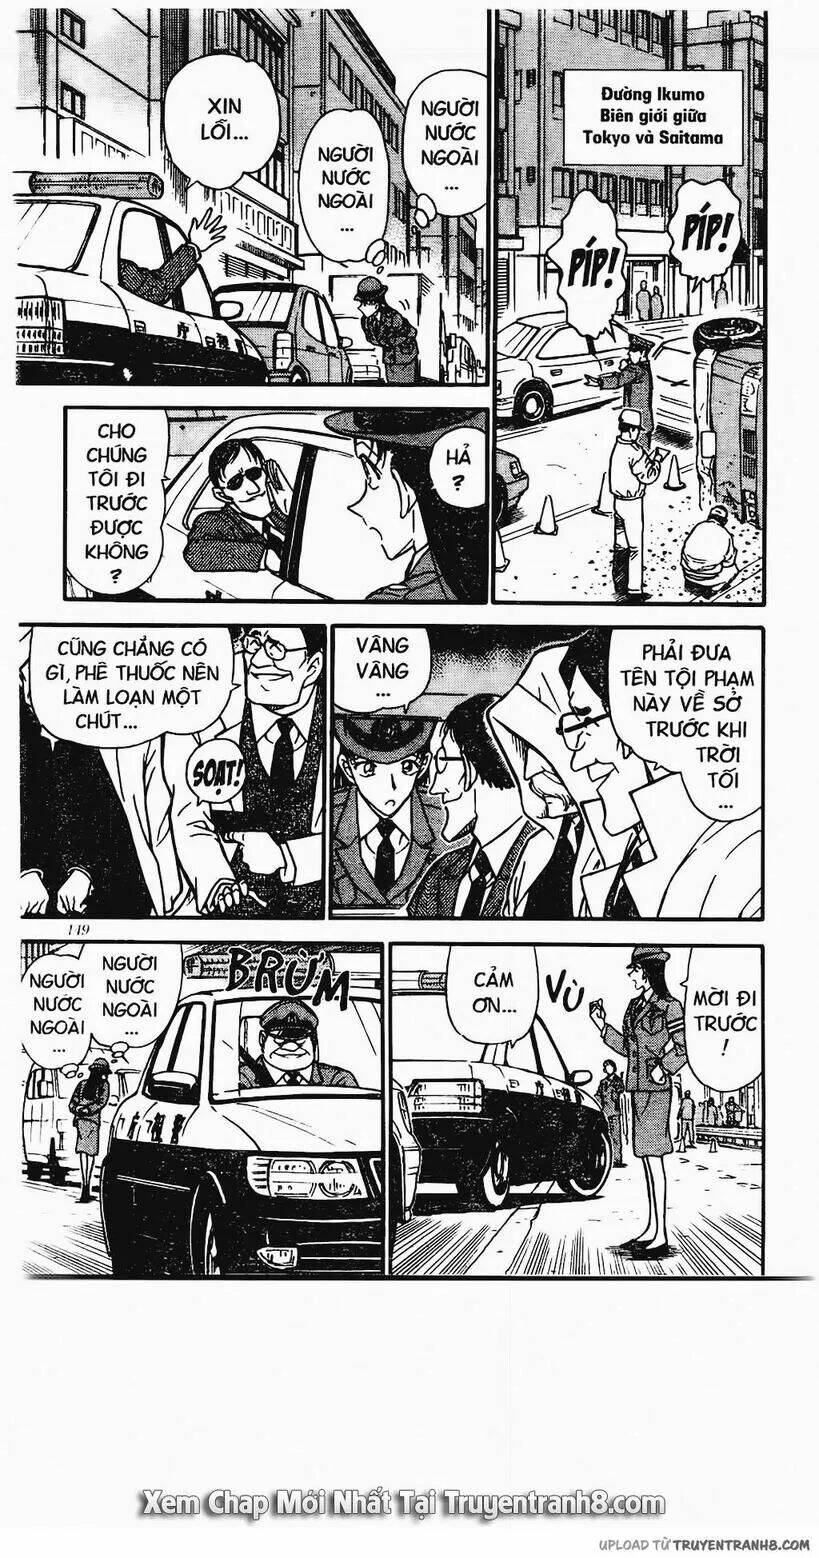 Đường Ikumo
Biên giới giữa
Tokyo và Saitama
PÍP!
PÍP!
NGƯỜI
NƯỚC
NGOÀI
...
NGƯỜI
NƯỚC
NGOÀI
...
XIN
LỖI...
HẢ
?
CHO
CHÚNG
TÔI ĐI
TRƯỚC
ĐƯỢC
KHÔNG
?
PHẢI ĐƯA
TÊN TỘI PHẠM
NÀY VỀ SỞ
TRƯỚC KHI
TRỜI
TỐI
...
VÂNG
VÂNG
...
CŨNG CHẲNG CÓ
GÌ, PHÊ THUỐC NÊN
LÀM LOẠN MỘT
CHÚT...
SOẠT!
149
MỜI ĐI
TRƯỚC
!
VÙ
CẢM
ƠN...
BRỪM
NGƯỜI
NƯỚC
NGOÀI
...
NGƯỜI
NƯỚC
NGOÀI
...
Xem Chap Mới Nhất Tại Truyentranh8.com
UPLOAD TỪ TRUYENTRANH8.COM